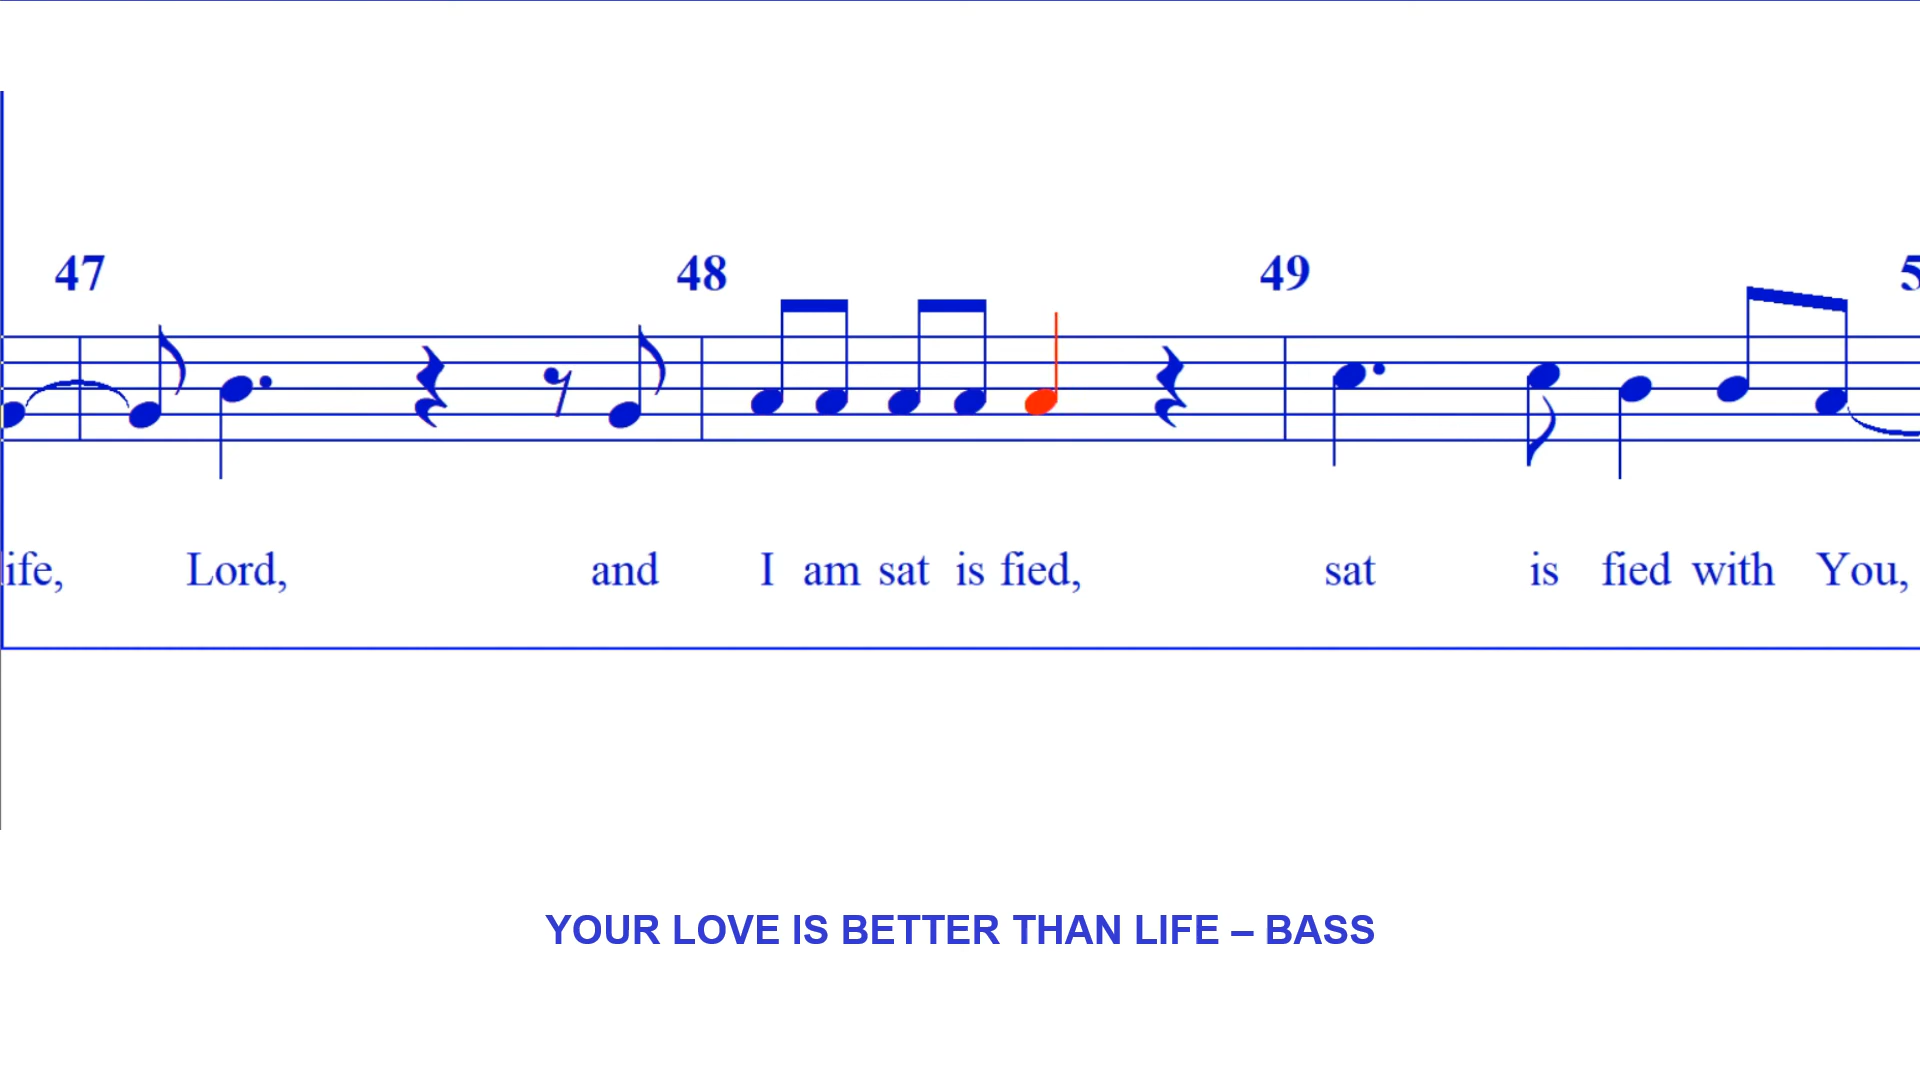 47 48 49 5
ife, Lord, and I am sat is fied, sat is fied with You,
YOUR LOVE IS BETTER THAN LIFE – BASS